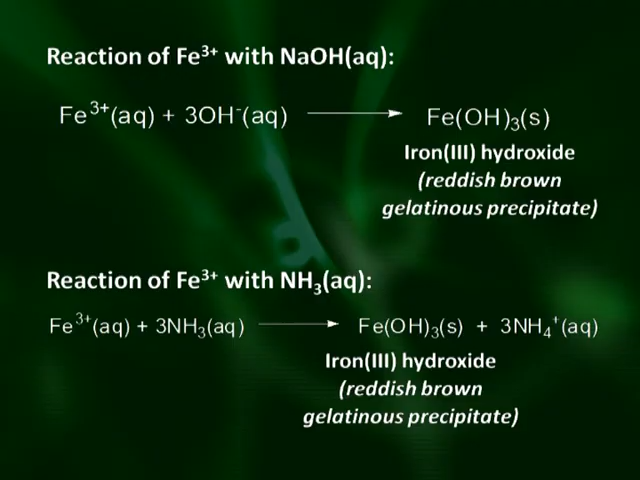 Reaction of Fe³⁺ with NaOH(aq):
Fe³⁺(aq) + 3OH⁻(aq) ⟶ Fe(OH)₃(s)
Iron(III) hydroxide
(reddish brown
gelatinous precipitate)
Reaction of Fe³⁺ with NH₃(aq):
Fe³⁺(aq) + 3NH₃(aq) ⟶ Fe(OH)₃(s) + 3NH₄⁺(aq)
Iron(III) hydroxide
(reddish brown
gelatinous precipitate)